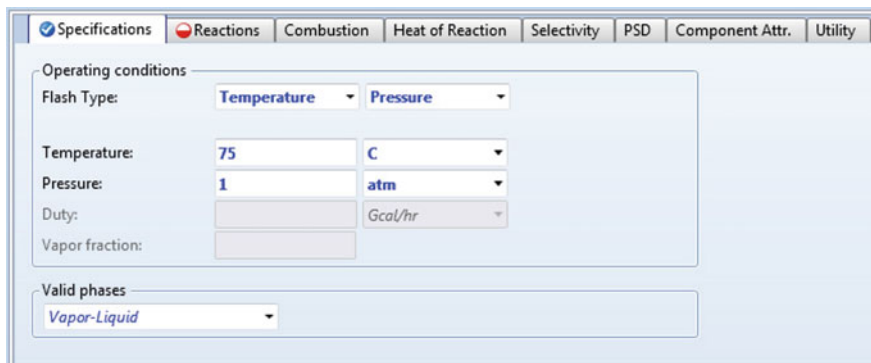 Specifications Reactions Combustion Heat of Reaction Selectivity PSD Component Attr. Utility
Operating conditions
Flash Type: Temperature Pressure
Temperature: 75 C
Pressure: 1 atm
Duty: Gcal/hr
Vapor fraction:
Valid phases
Vapor-Liquid